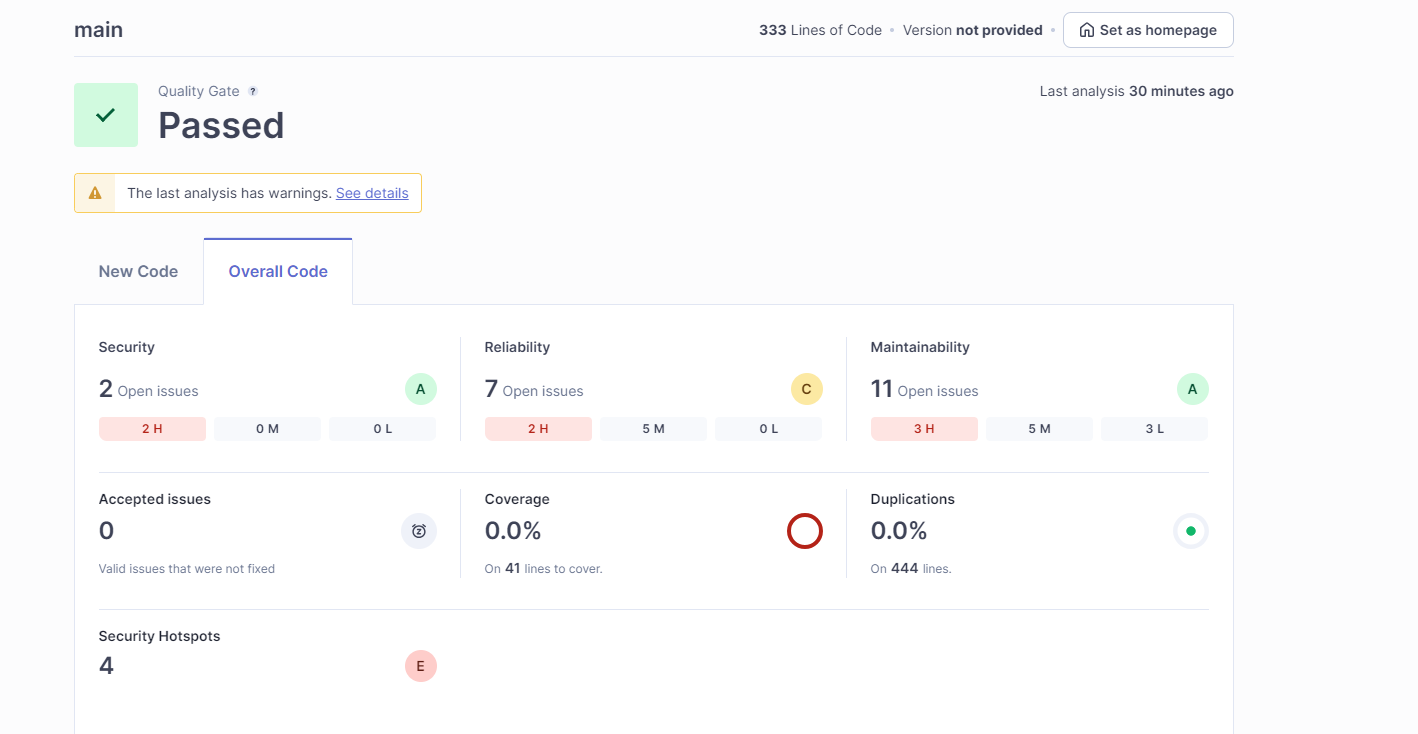 main
333 Lines of Code • Version not provided • Set as homepage
Quality Gate ?
Last analysis 30 minutes ago
Passed
The last analysis has warnings. See details
New Code
Overall Code
Security
Reliability
Maintainability
2 Open issues A
7 Open issues C
11 Open issues A
2 H 0 M 0 L
2 H 5 M 0 L
3 H 5 M 3 L
Accepted issues
Coverage
Duplications
0
0.0%
0.0%
Valid issues that were not fixed
On 41 lines to cover.
On 444 lines.
Security Hotspots
4 E